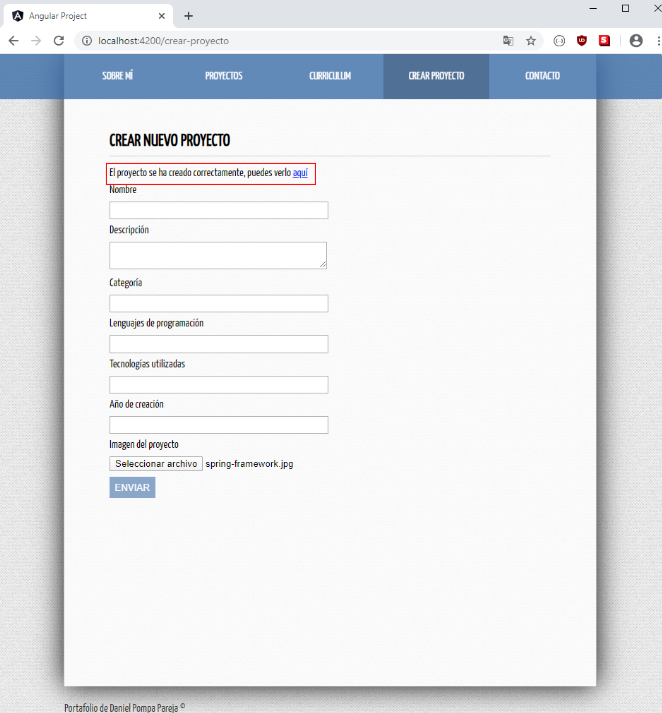 Angular Project
localhost:4200/crear-proyecto
SOBRE MÍ PROYECTOS CURRICULUM CREAR PROYECTO CONTACTO
CREAR NUEVO PROYECTO
El proyecto se ha creado correctamente, puedes verlo aquí
Nombre
Descripción
Categoría
Lenguajes de programación
Tecnologías utilizadas
Año de creación
Imagen del proyecto
Seleccionar archivo spring-framework.jpg
ENVIAR
Portafolio de Daniel Pompa Pareja ©